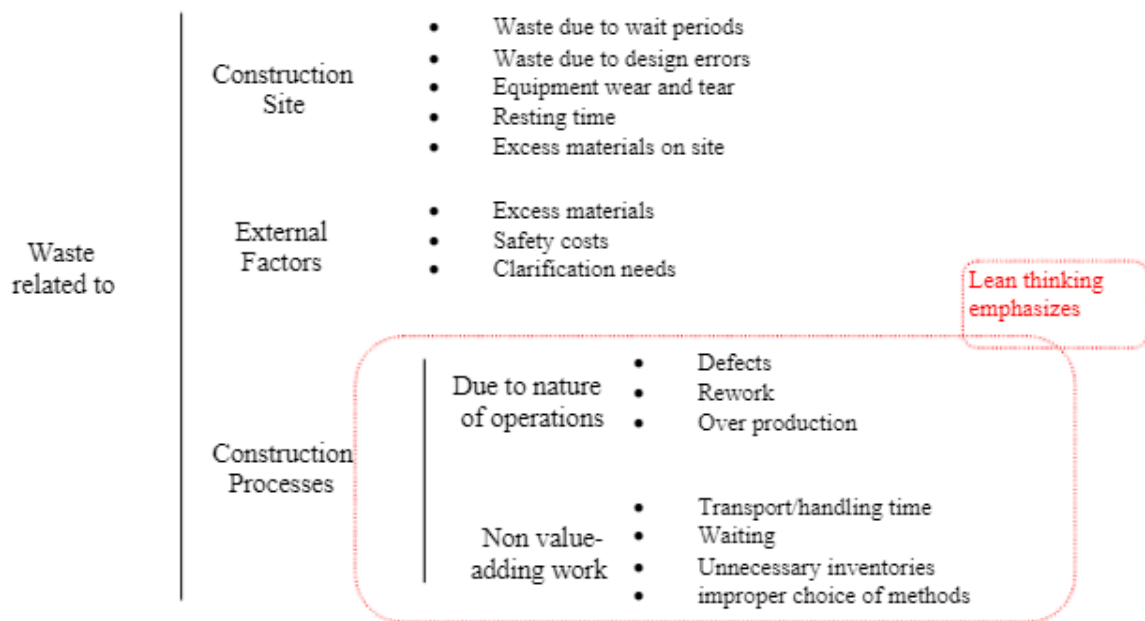 Waste
related to
Construction
Site
• Waste due to wait periods
• Waste due to design errors
• Equipment wear and tear
• Resting time
• Excess materials on site
External
Factors
• Excess materials
• Safety costs
• Clarification needs
Lean thinking
emphasizes
Construction
Processes
Due to nature
of operations
• Defects
• Rework
• Over production
Non value-
adding work
• Transport/handling time
• Waiting
• Unnecessary inventories
• improper choice of methods